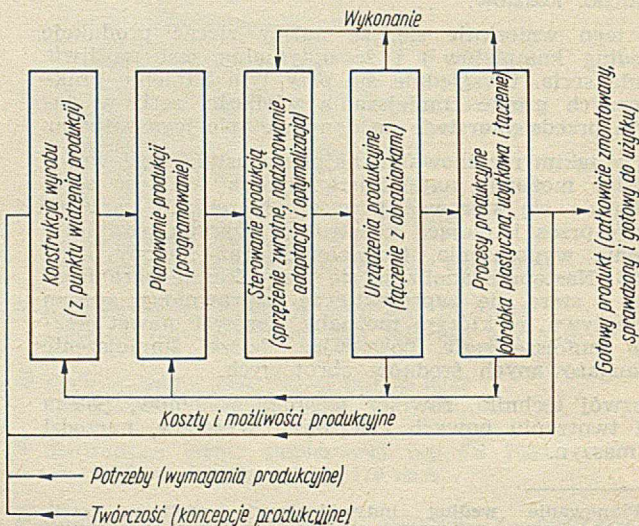 Wykonanie
Konstrukcja wyrobu
(z punktu widzenia produkcji)
Planowanie produkcji
(programowanie)
Sterowanie produkcją
(sprzężenie zwrotne, nadzorowanie,
adaptacja i optymalizacja)
Urządzenia produkcyjne
(łączenie z obrabiarkami)
Procesy produkcyjne
(obróbka plastyczna, ubytkowa i łączenie)
Gotowy produkt (całkowicie zmontowany,
sprawdzony i gotowy do użytku)
Koszty i możliwości produkcyjne
Potrzeby (wymagania produkcyjne)
Twórczość (koncepcje produkcyjne)